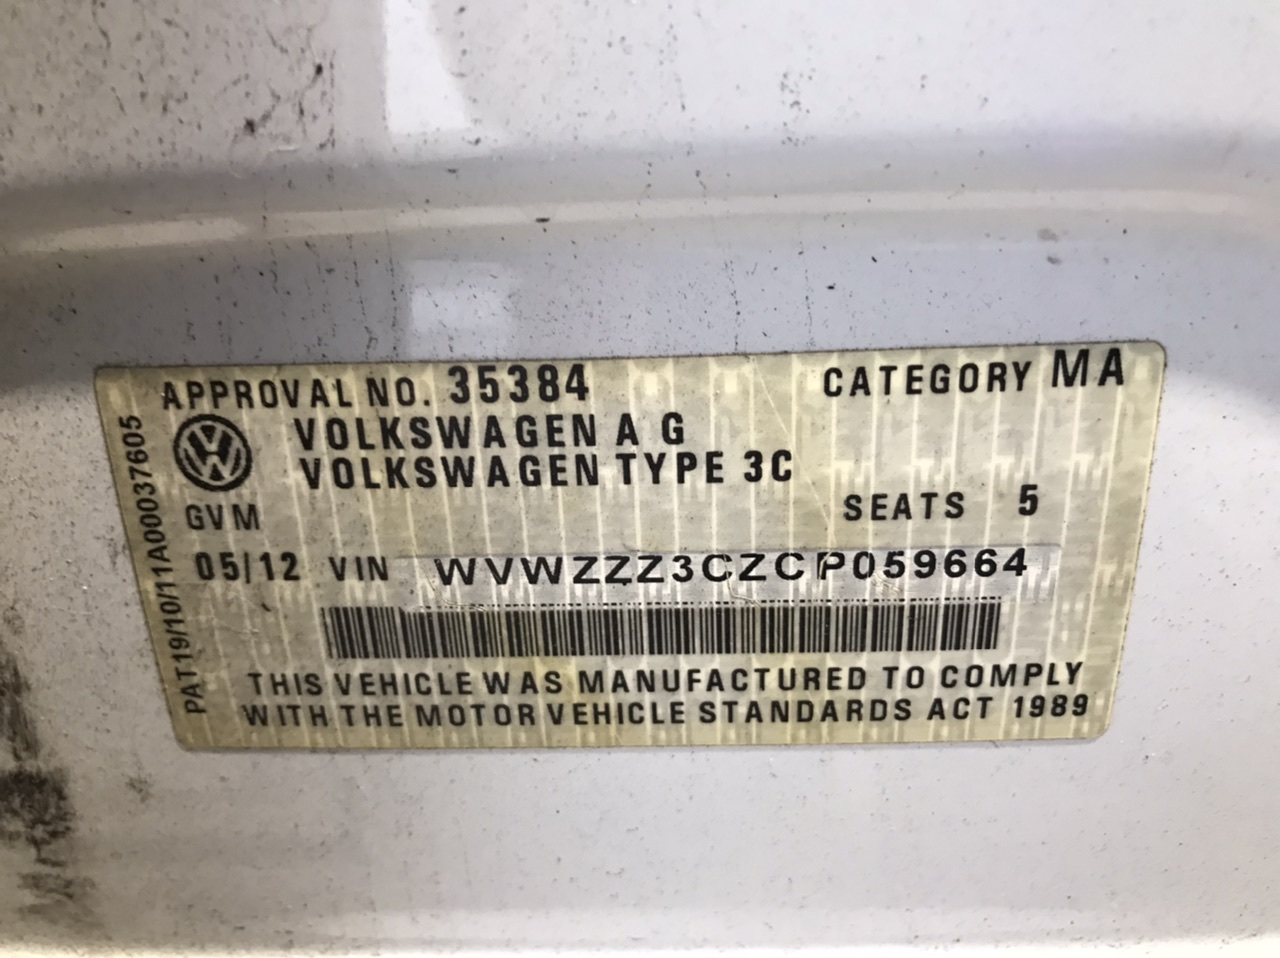 APPROVAL NO. 35384 CATEGORY MA
VOLKSWAGEN A G
VOLKSWAGEN TYPE 3C
GVM SEATS 5
05/12 VIN WVWZZZ3CZCP059664
THIS VEHICLE WAS MANUFACTURED TO COMPLY
WITH THE MOTOR VEHICLE STANDARDS ACT 1989
PAT19/10/11A00037605